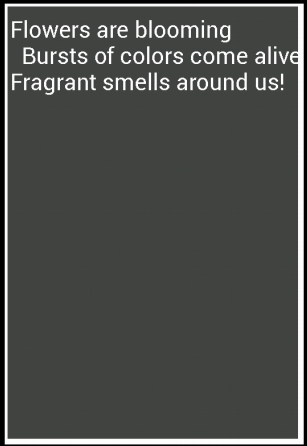 Flowers are blooming
Bursts of colors come alive
Fragrant smells around us!